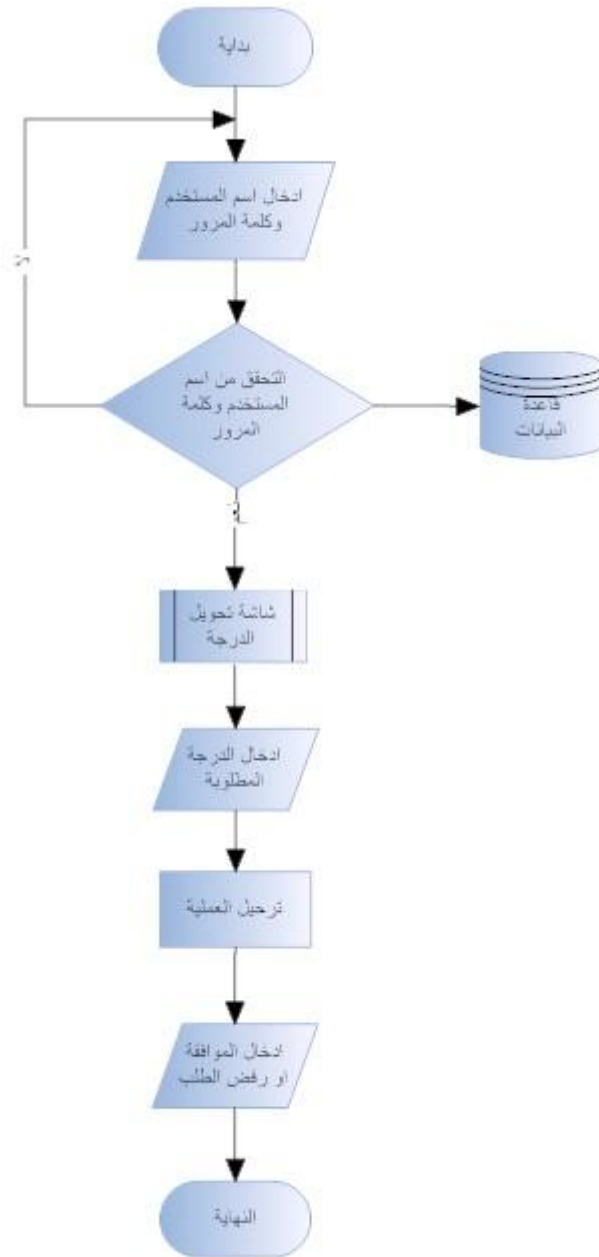 بداية
ادخال اسم المستخدم
وكلمة المرور
لا
التحقق من اسم
المستخدم وكلمة
المرور
قاعدة
البيانات
شاشة تحويل
الدرجة
ادخال الدرجة
المطلوبة
ترحيل العملية
ادخال الموافقة
او رفض الطلب
النهاية